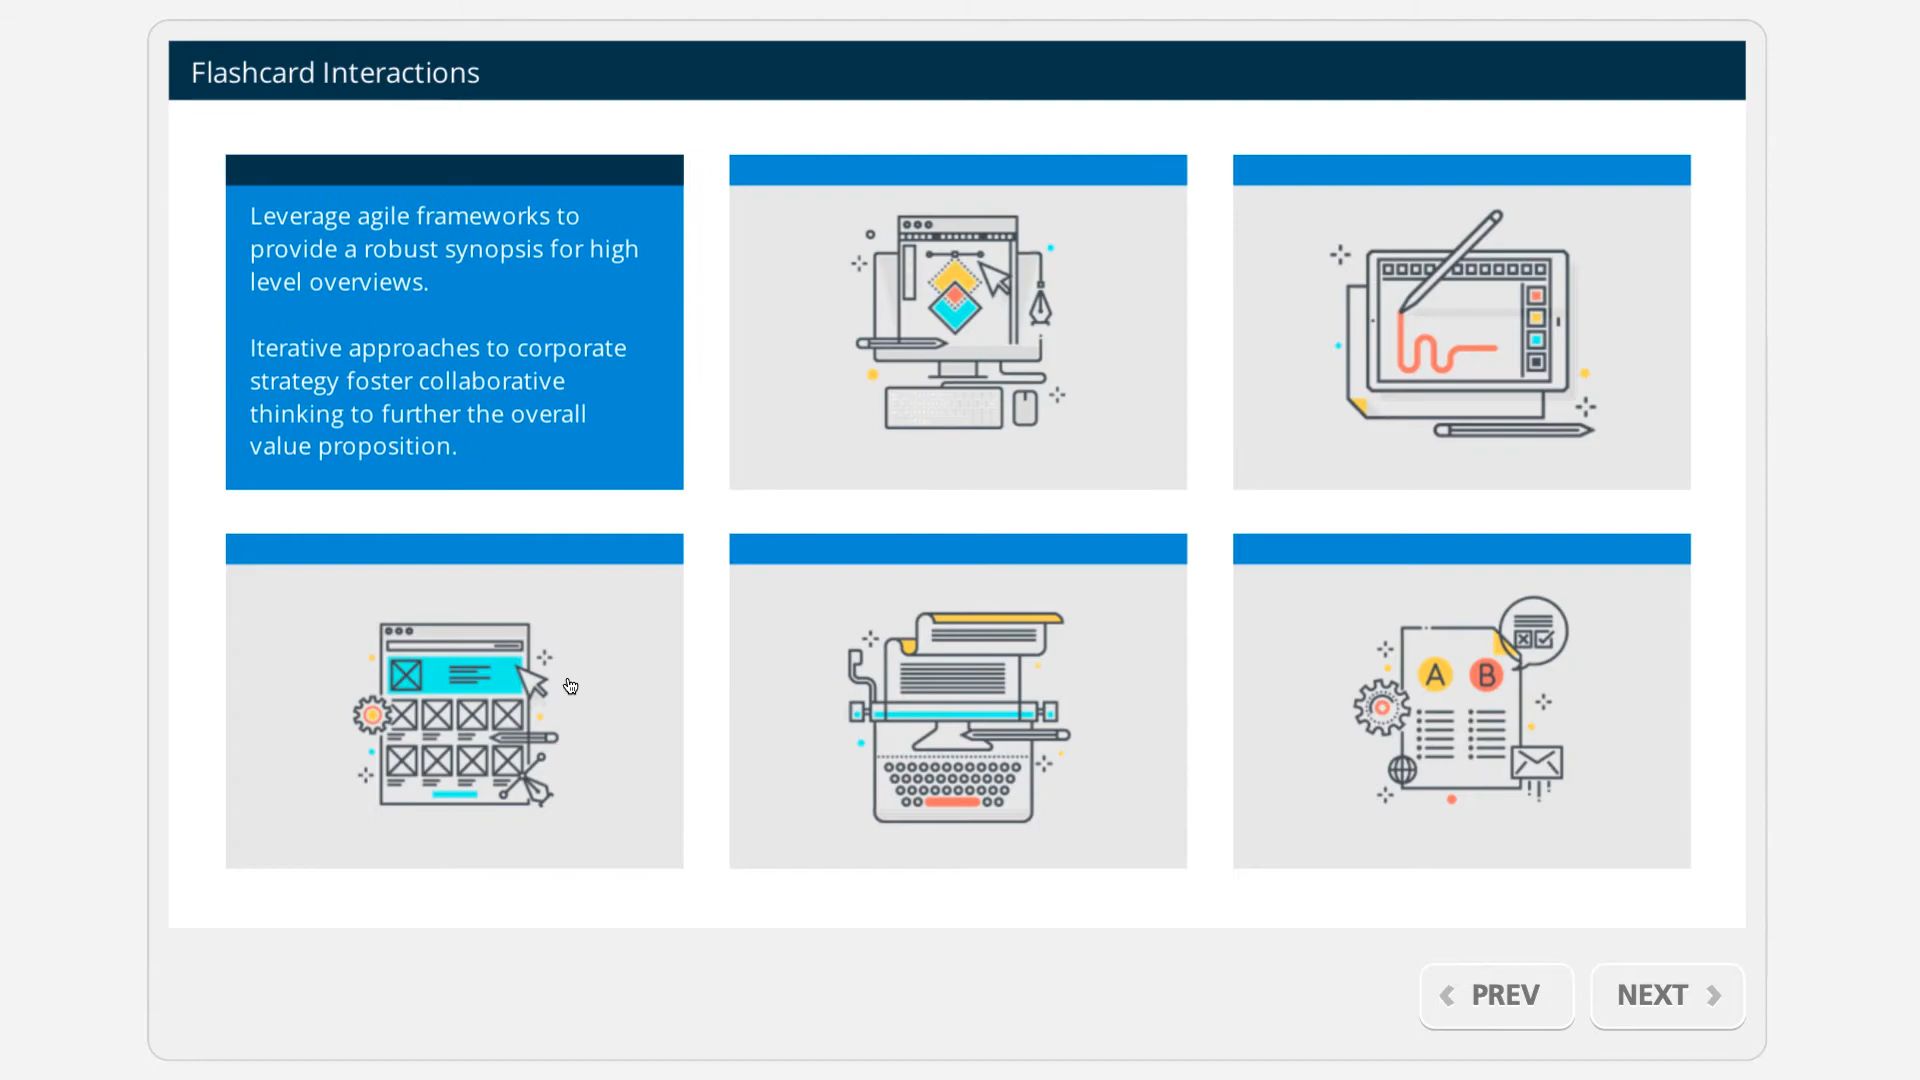 Flashcard Interactions
Leverage agile frameworks to
provide a robust synopsis for high
level overviews.
Iterative approaches to corporate
strategy foster collaborative
thinking to further the overall
value proposition.
A B
PREV
NEXT